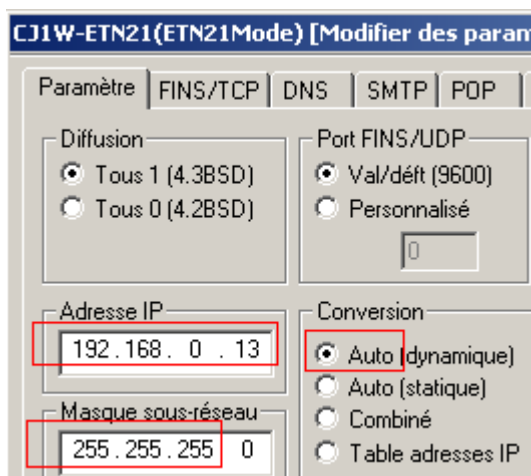 CJ1W-ETN21(ETN21Mode) [Modifier des param
Paramètre FINS/TCP DNS SMTP POP
Diffusion
Tous 1 (4.3BSD)
Tous 0 (4.2BSD)
Port FINS/UDP
Val/déft (9600)
Personnalisé
0
Adresse IP
192.168. 0 .13
Masque sous-réseau
255.255.255 0
Conversion
Auto (dynamique)
Auto (statique)
Combiné
Table adresses IP